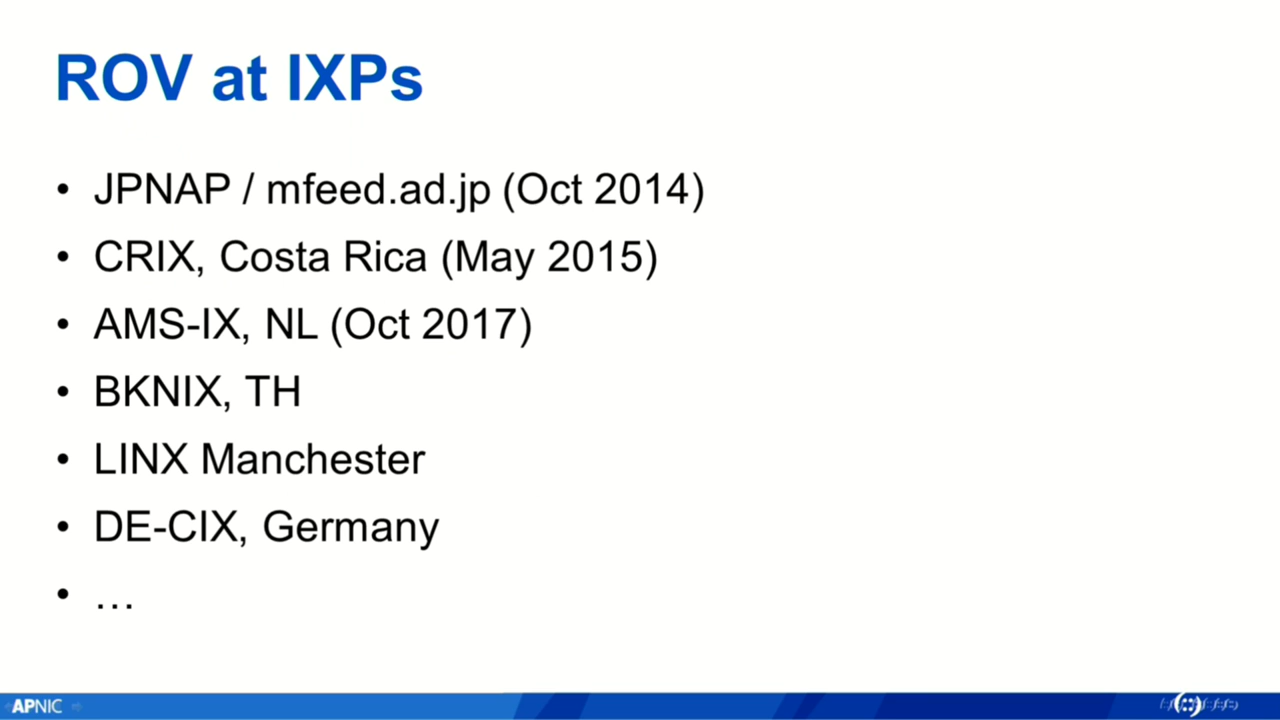 ROV at IXPs
• JPNAP / mfeed.ad.jp (Oct 2014)
• CRIX, Costa Rica (May 2015)
• AMS-IX, NL (Oct 2017)
• BKNIX, TH
• LINX Manchester
• DE-CIX, Germany
• …
APNIC